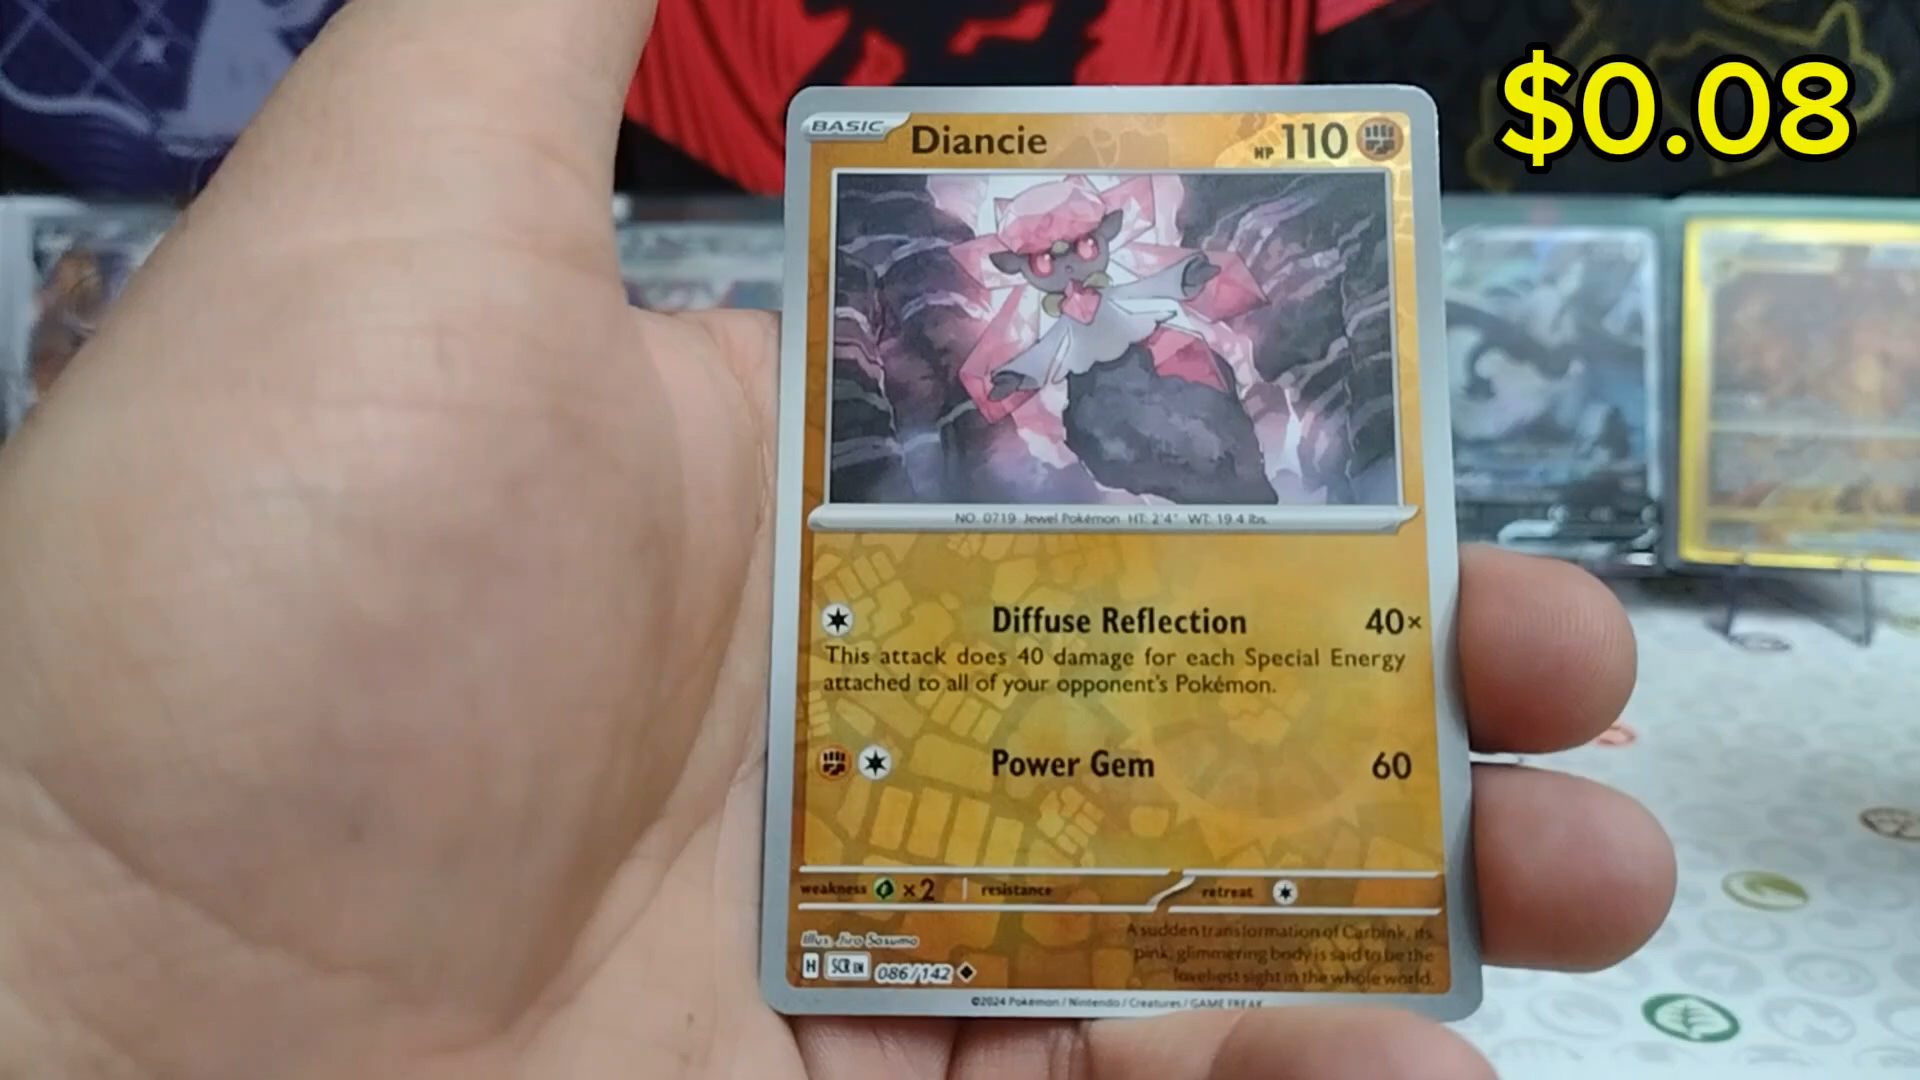 $0.08
BASIC Diancie HP 110
NO. 0719 Jewel Pokémon HT: 2'4" WT: 19.4 lbs.
Diffuse Reflection 40×
This attack does 40 damage for each Special Energy
attached to all of your opponent's Pokémon.
Power Gem 60
weakness ×2 resistance retreat
Illus. Jiro Sasumo
A sudden transformation of Carbink, its
pink, glimmering body is said to be the
loveliest sight in the whole world.
H SCR EN 086/142
©2024 Pokémon / Nintendo / Creatures / GAME FREAK